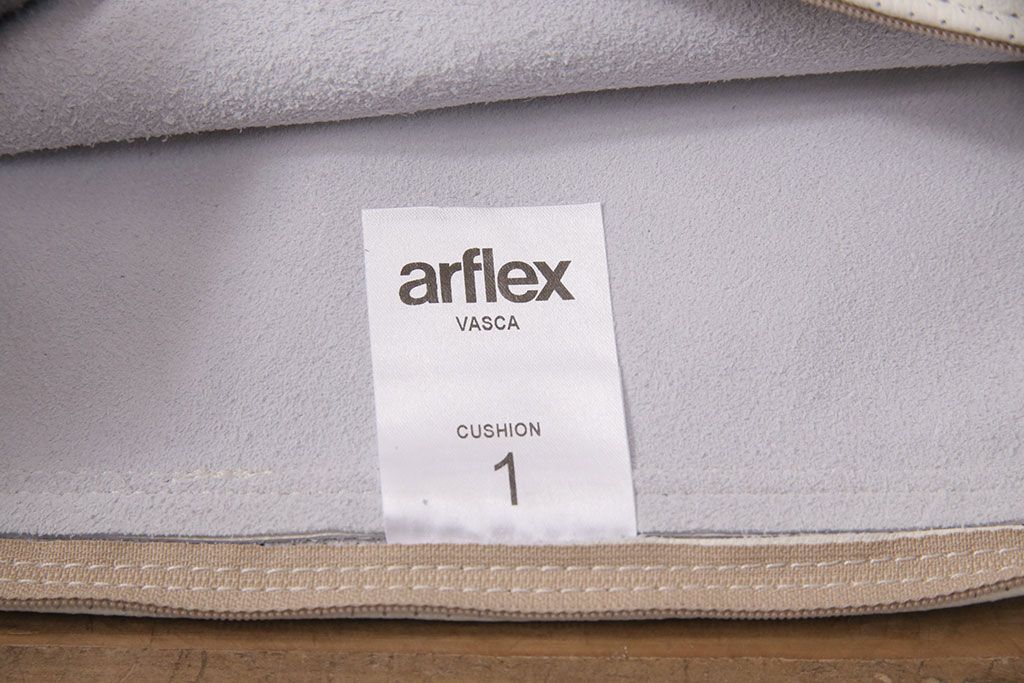 arflex
VASCA
CUSHION
1